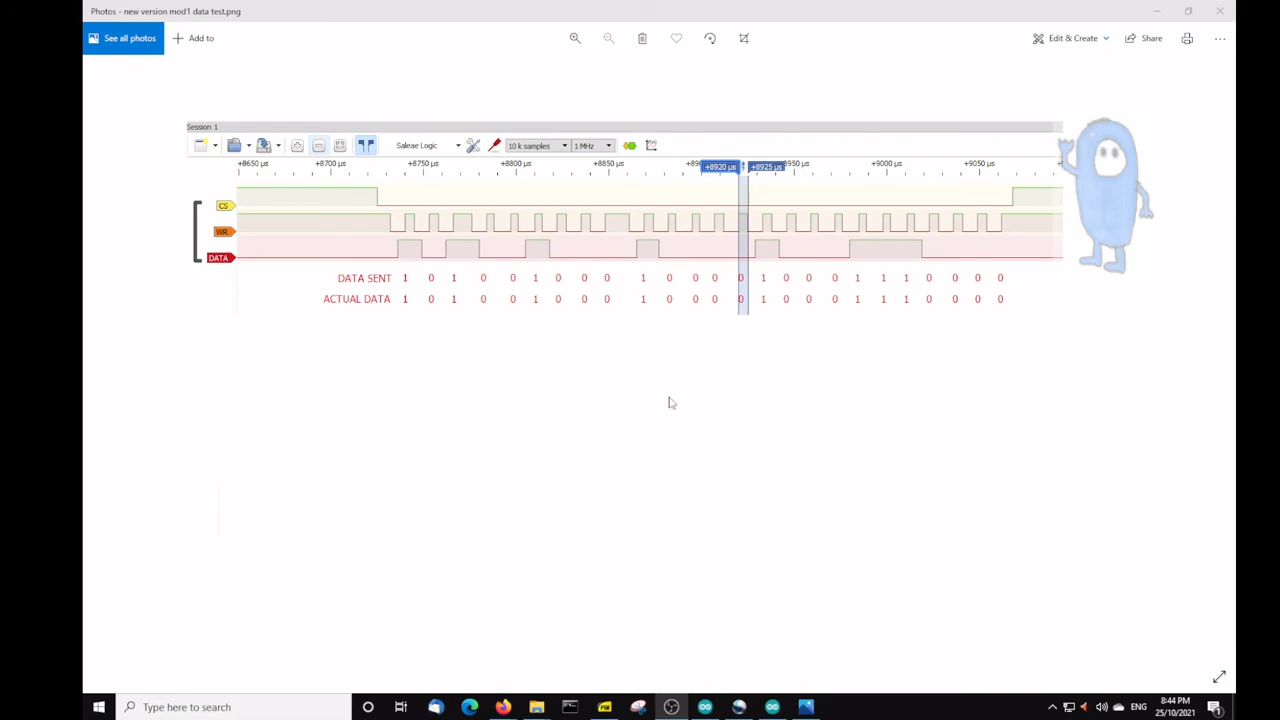 Photos - new version mod1 data test.png
See all photos
Add to
Edit & Create
Share
Session 1
Saleae Logic
10 k samples
1 MHz
+8650 µs +8700 µs +8750 µs +8800 µs +8850 µs +8920 µs +8925 µs +9000 µs +9050 µs
CS
WR
DATA
DATA SENT 1 0 1 0 0 1 0 0 0 1 0 0 0 0 1 0 0 0 1 1 1 0 0 0 0
ACTUAL DATA 1 0 1 0 0 1 0 0 0 1 0 0 0 0 1 0 0 0 1 1 1 0 0 0 0
Type here to search
ENG
8:44 PM
25/10/2021